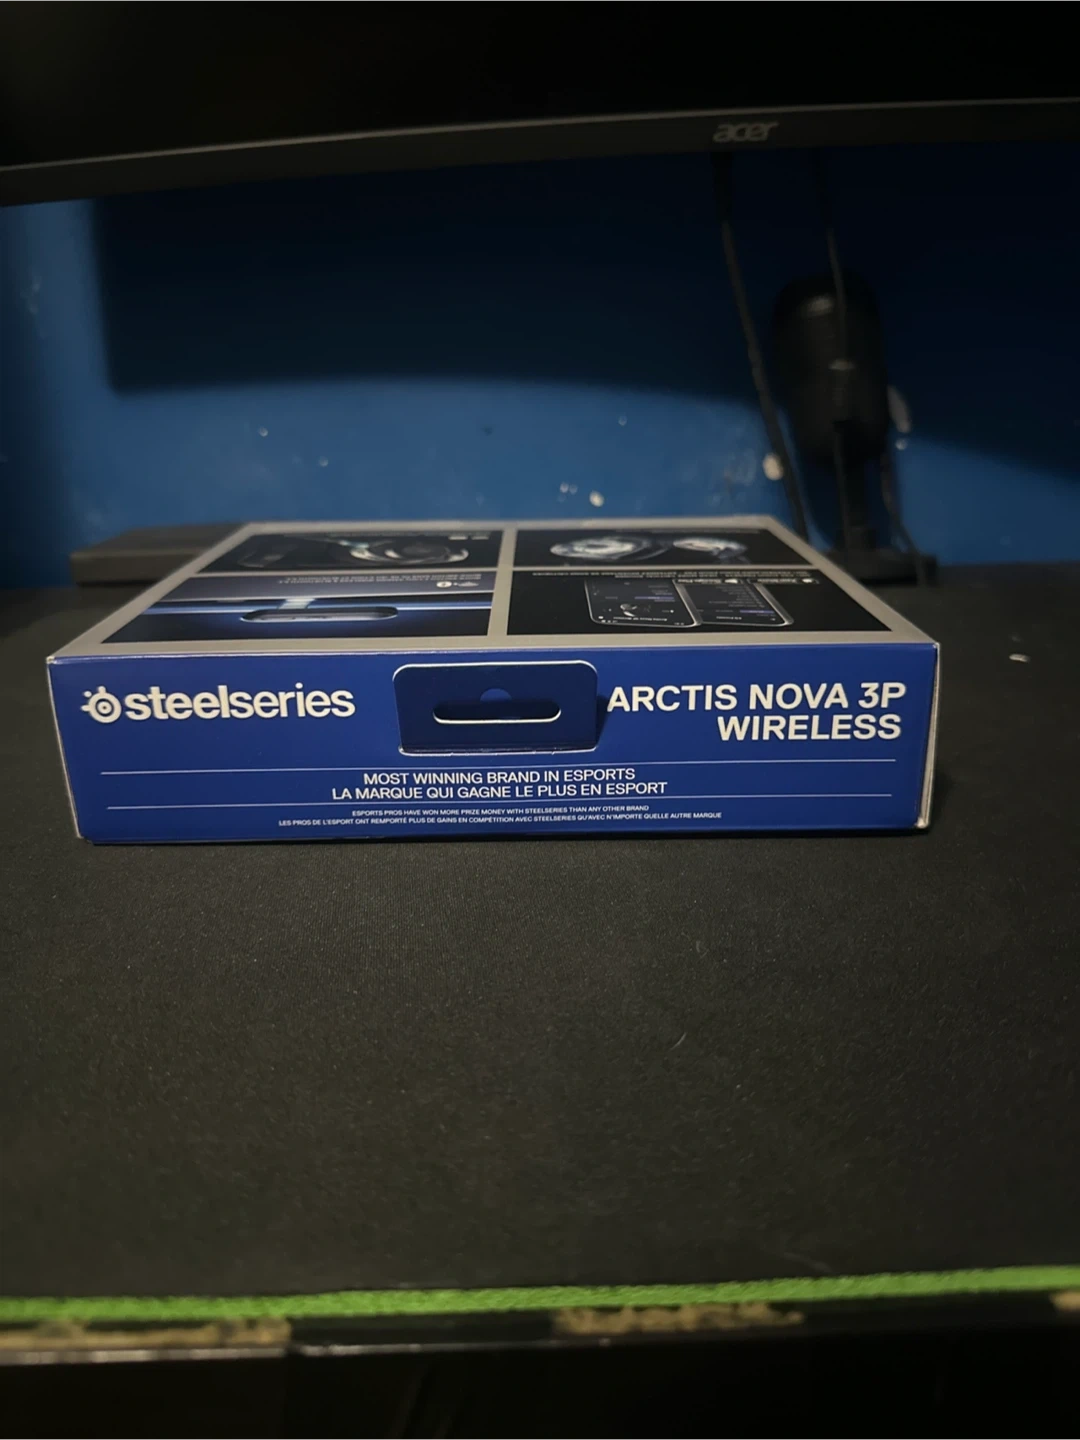 acer
steelseries
ARCTIS NOVA 3P
WIRELESS
MOST WINNING BRAND IN ESPORTS
LA MARQUE QUI GAGNE LE PLUS EN ESPORT
ESPORTS PROS HAVE WON MORE PRIZE MONEY WITH STEELSERIES THAN ANY OTHER BRAND
LES PROS DE L'ESPORT ONT REMPORTÉ PLUS DE GAINS EN COMPÉTITION AVEC STEELSERIES QU'AVEC N'IMPORTE QUELLE AUTRE MARQUE